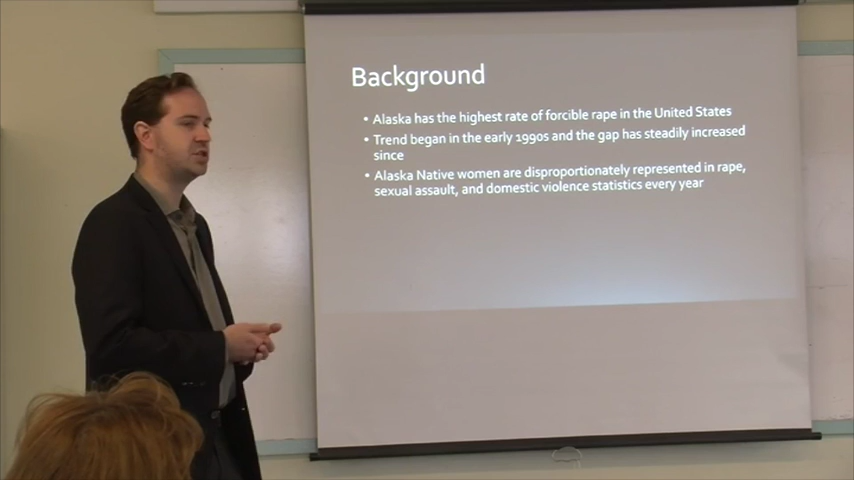 Background
• Alaska has the highest rate of forcible rape in the United States
• Trend began in the early 1990s and the gap has steadily increased
since
• Alaska Native women are disproportionately represented in rape,
sexual assault, and domestic violence statistics every year